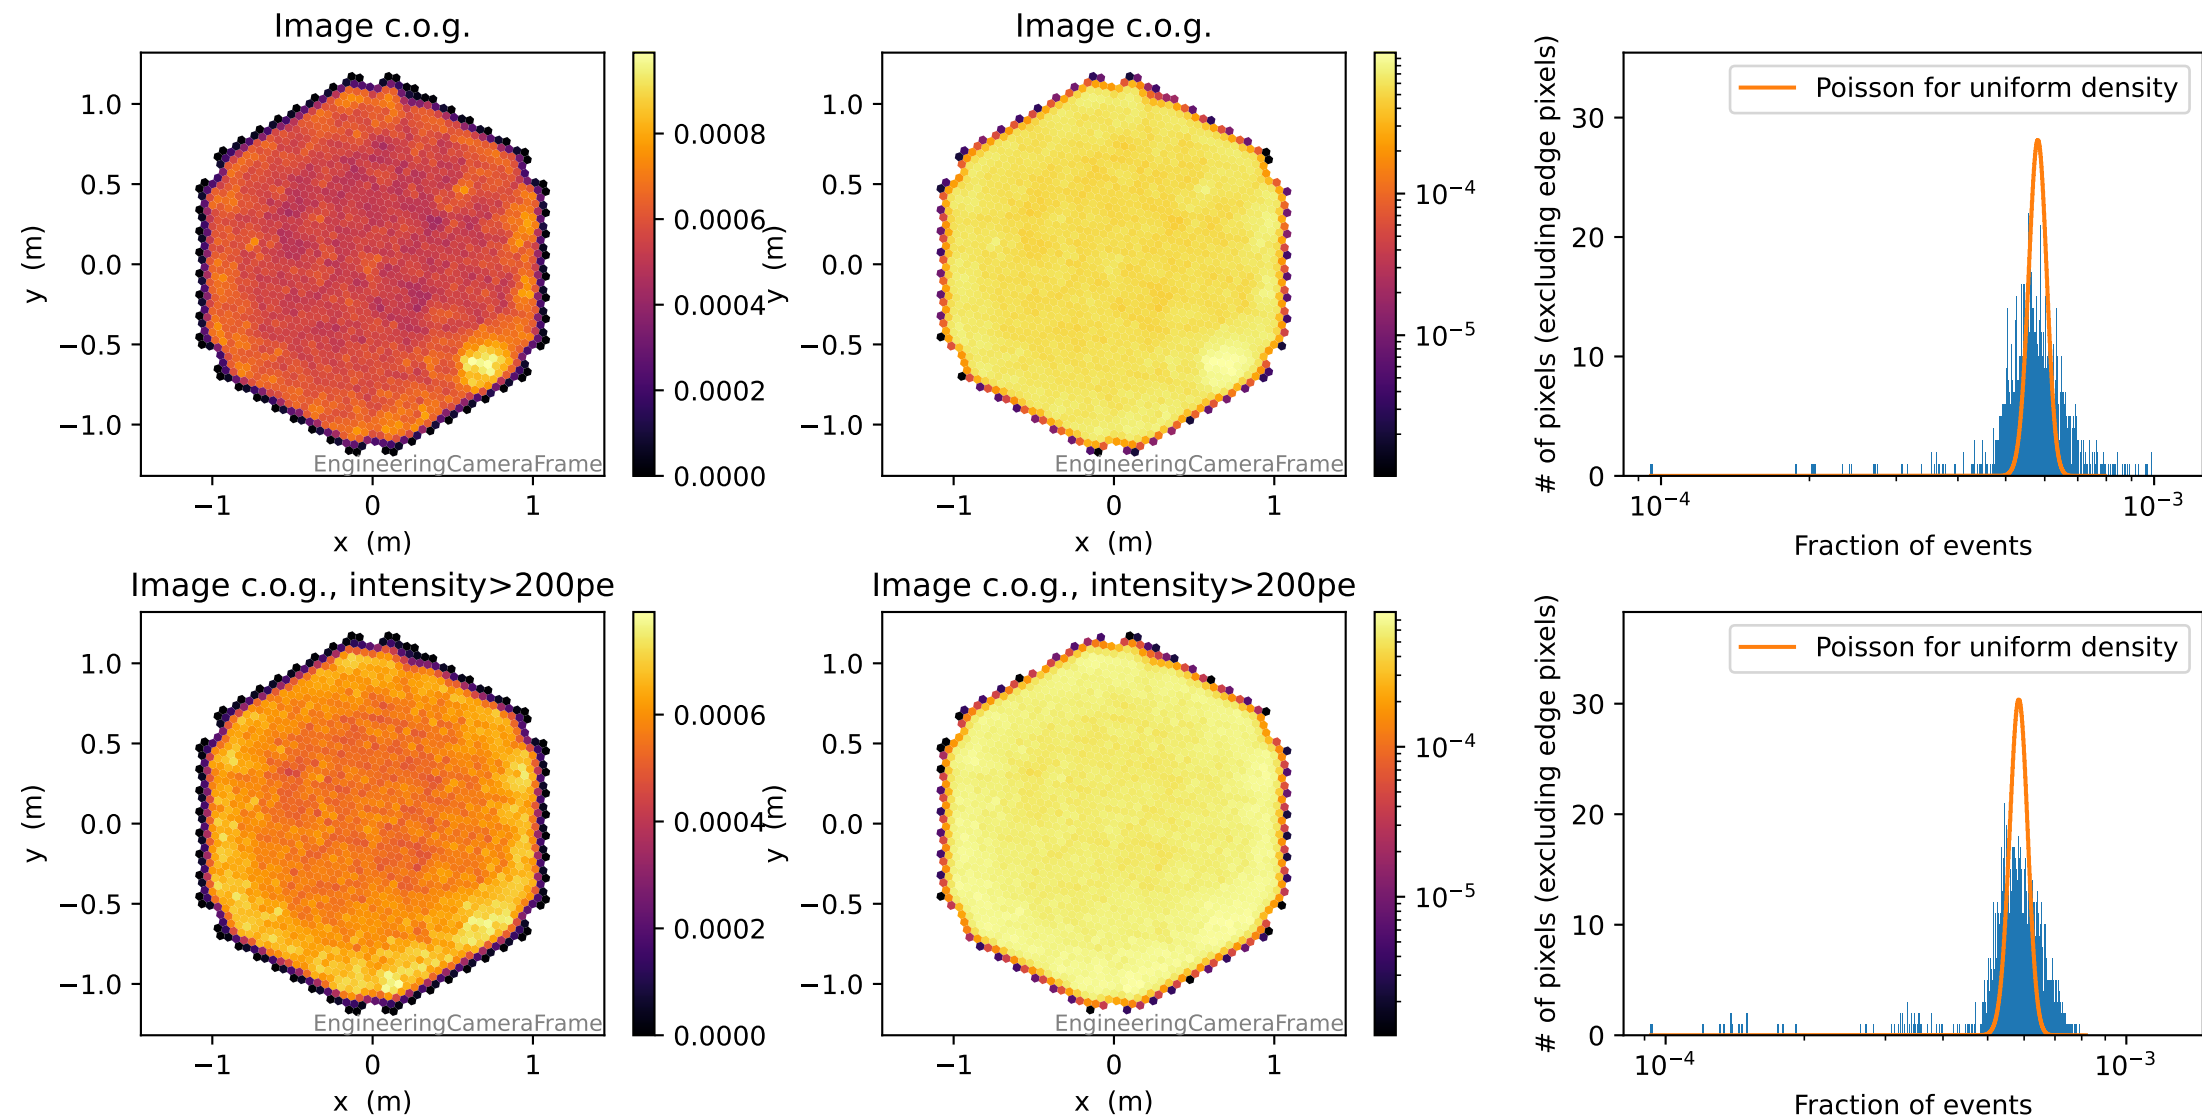 Image c.o.g.
y (m)
1.0
0.5
0.0
−0.5
−1.0
−1
0
1
x (m)
EngineeringCameraFrame
0.0008
0.0006
0.0004
0.0002
0.0000
Image c.o.g.
y (m)
1.0
0.5
0.0
−0.5
−1.0
−1
0
1
x (m)
EngineeringCameraFrame
10⁻⁴
10⁻⁵
# of pixels (excluding edge pixels)
30
20
10
0
Poisson for uniform density
10⁻⁴
10⁻³
Fraction of events
Image c.o.g., intensity>200pe
y (m)
1.0
0.5
0.0
−0.5
−1.0
−1
0
1
x (m)
EngineeringCameraFrame
0.0006
0.0004
0.0002
0.0000
Image c.o.g., intensity>200pe
y (m)
1.0
0.5
0.0
−0.5
−1.0
−1
0
1
x (m)
EngineeringCameraFrame
10⁻⁴
10⁻⁵
# of pixels (excluding edge pixels)
30
20
10
0
Poisson for uniform density
10⁻⁴
10⁻³
Fraction of events